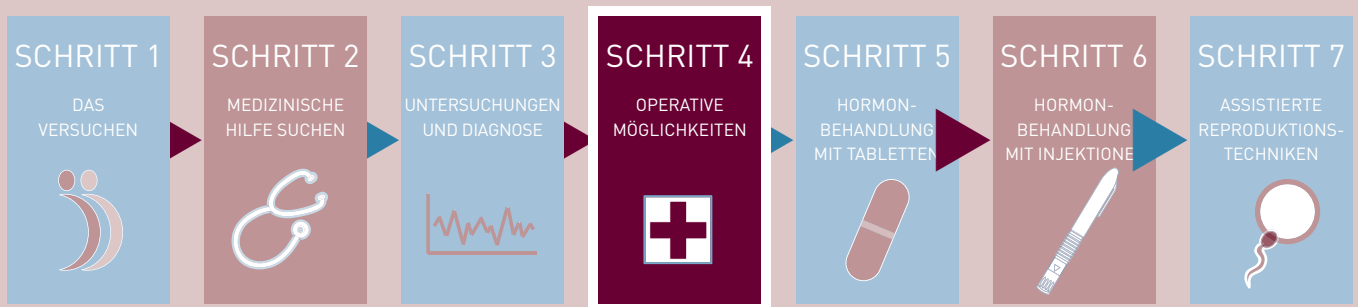 SCHRITT 1
DAS
VERSUCHEN
SCHRITT 2
MEDIZINISCHE
HILFE SUCHEN
SCHRITT 3
UNTERSUCHUNGEN
UND DIAGNOSE
SCHRITT 4
OPERATIVE
MÖGLICHKEITEN
SCHRITT 5
HORMON-
BEHANDLUNG
MIT TABLETTEN
SCHRITT 6
HORMON-
BEHANDLUNG
MIT INJEKTIONE
SCHRITT 7
ASSISTIERTE
REPRODUKTIONS-
TECHNIKEN